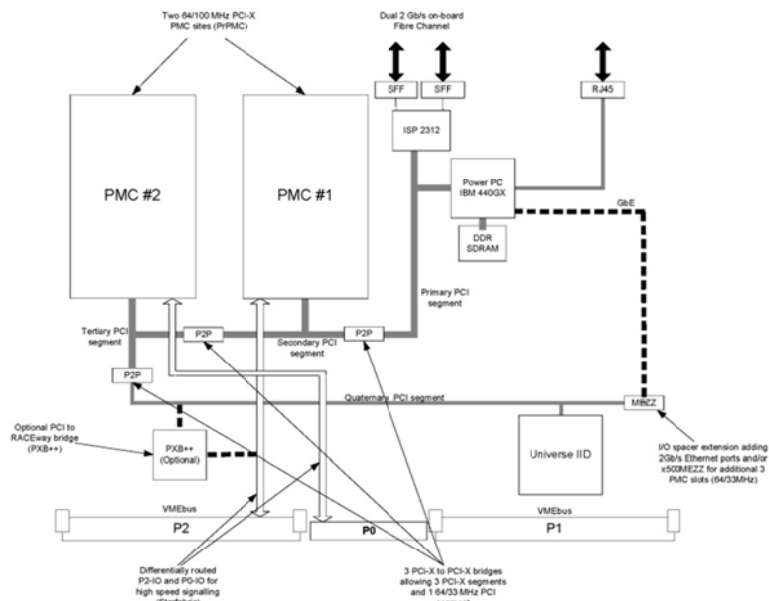 Two 64/100 MHz PCI-X
PMC sites (PrPMC)
Dual 2 Gb/s on-board
Fibre Channel
SFF
SFF
RJ45
ISP 2312
PMC #2
PMC #1
Power PC
IBM 440GX
GbE
DDR
SDRAM
Primary PCI
segment
Tertiary PCI
segment
P2P
Secondary PCI
segment
P2P
P2P
Quaternary PCI segment
MEZZ
Optional PCI to
RACEway bridge
(PXB++)
PXB++
(Optional)
Universe IID
I/O spacer extension adding
2Gb/s Ethernet ports and/or
x500MEZZ for additional 3
PMC slots (64/33MHz)
VMEbus
P2
P0
VMEbus
P1
Differentially routed
P2-IO and P0-IO for
high speed signalling
3 PCI-X to PCI-X bridges
allowing 3 PCI-X segments
and 1 64/33 MHz PCI